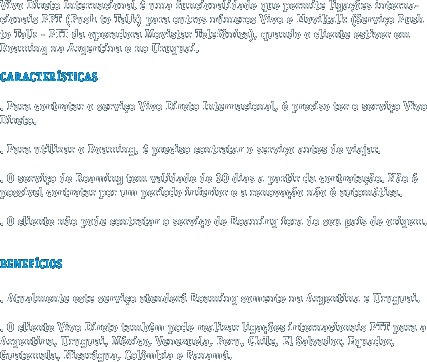 Vivo Direto Internacional é uma funcionalidade que permite ligações interna-
cionais PTT (Push to Talk) para outros números Vivo e Movitalk (Serviço Push
to Talk - PTT da operadora Movistar Telefónica), quando o cliente estiver em
Roaming na Argentina e no Uruguai.
CARACTERÍSTICAS
. Para contratar o serviço Vivo Direto Internacional, é preciso ter o serviço Vivo
Direto.
. Para utilizar o Roaming, é preciso contratar o serviço antes de viajar.
. O serviço de Roaming tem validade de 30 dias a partir da contratação. Não é
possível contratar por um período inferior e a renovação não é automática.
. O cliente não pode contratar o serviço de Roaming fora do seu país de origem.
BENEFÍCIOS
. Atualmente este serviço atenderá Roaming somente na Argentina e Uruguai.
. O cliente Vivo Direto também pode realizar ligações internacionais PTT para a
Argentina, Uruguai, México, Venezuela, Peru, Chile, El Salvador, Equador,
Guatemala, Nicarágua, Colômbia e Panamá.